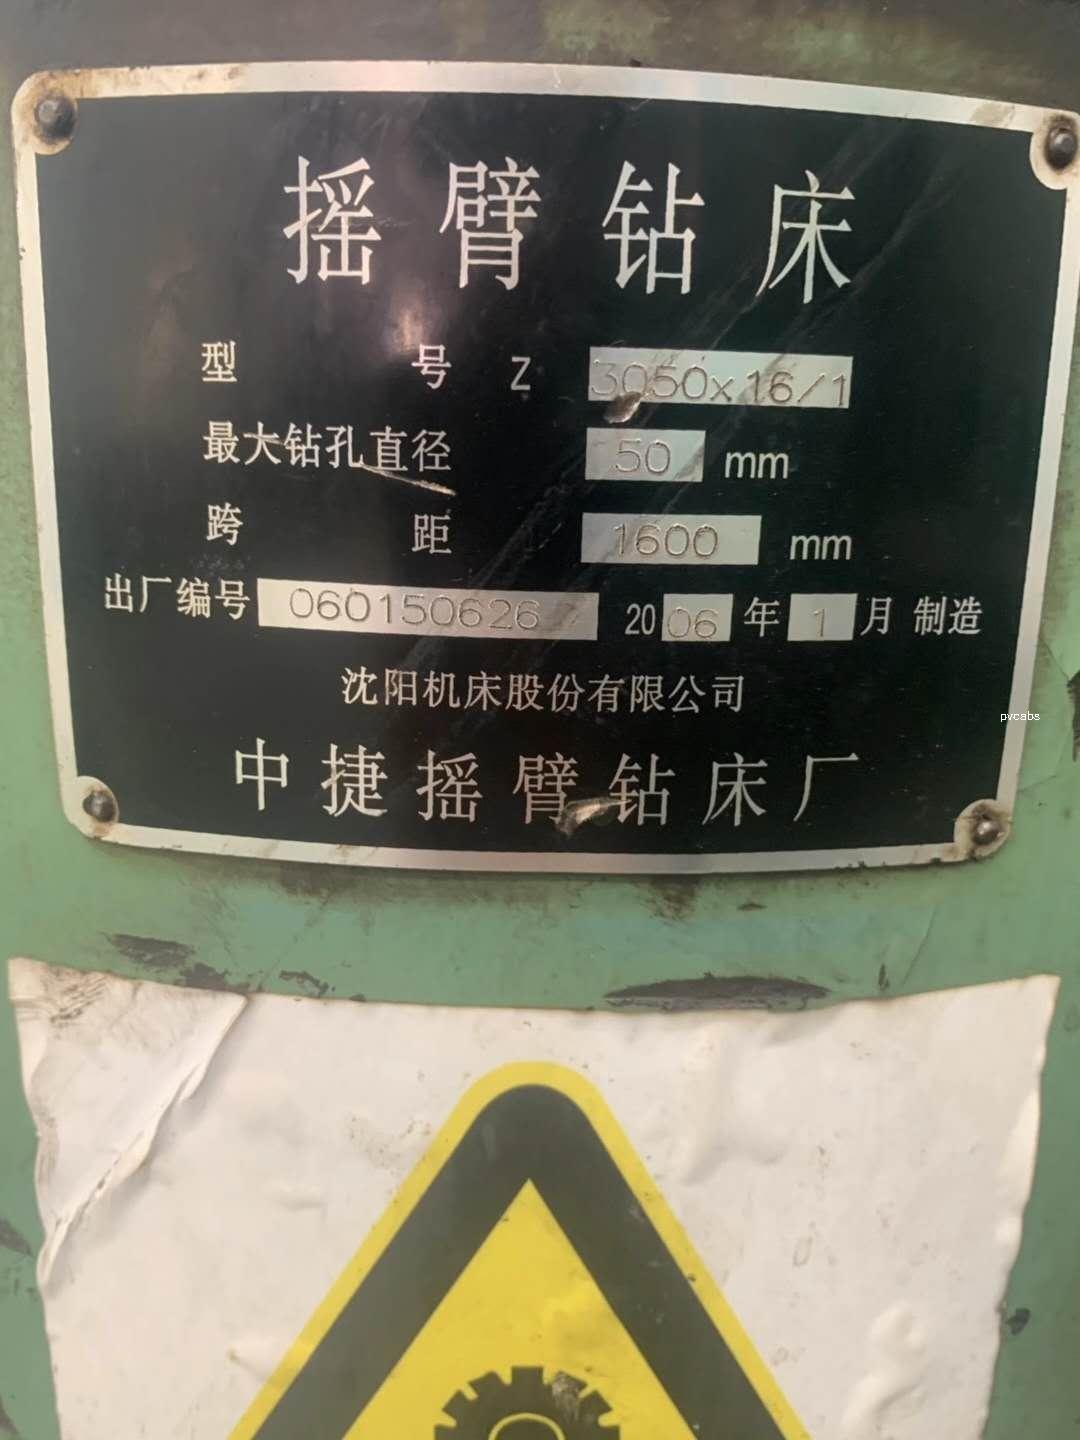 摇臂钻床
型号 Z 3050x16/1
最大钻孔直径 50 mm
跨距 1600 mm
出厂编号 060150626 2006年1月制造
沈阳机床股份有限公司
中捷摇臂钻床厂
pvcabs